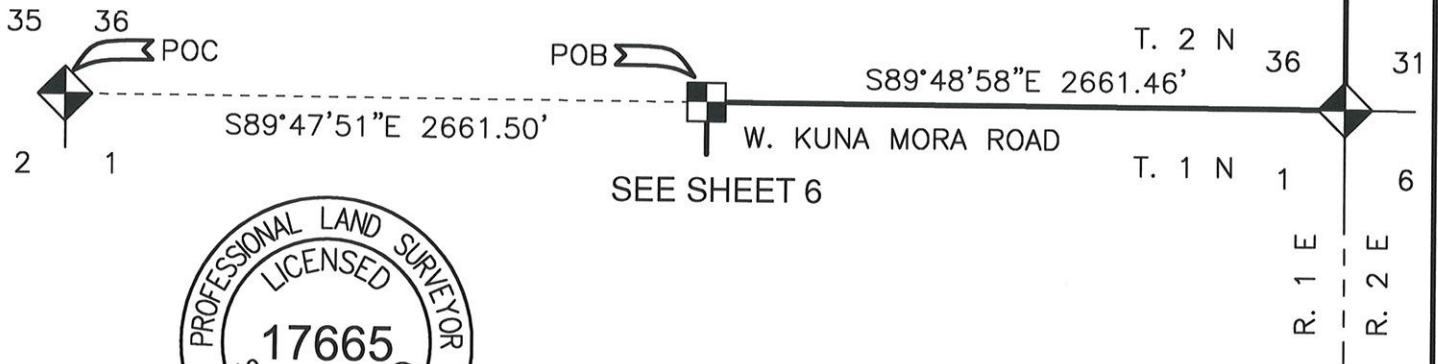 35 36
POC
POB
T. 2 N
36 31
S89°47'51"E 2661.50'
S89°48'58"E 2661.46'
W. KUNA MORA ROAD
2 1
SEE SHEET 6
T. 1 N
1 6
R. 1 E
R. 2 E
PROFESSIONAL LAND SURVEYOR
LICENSED
17665